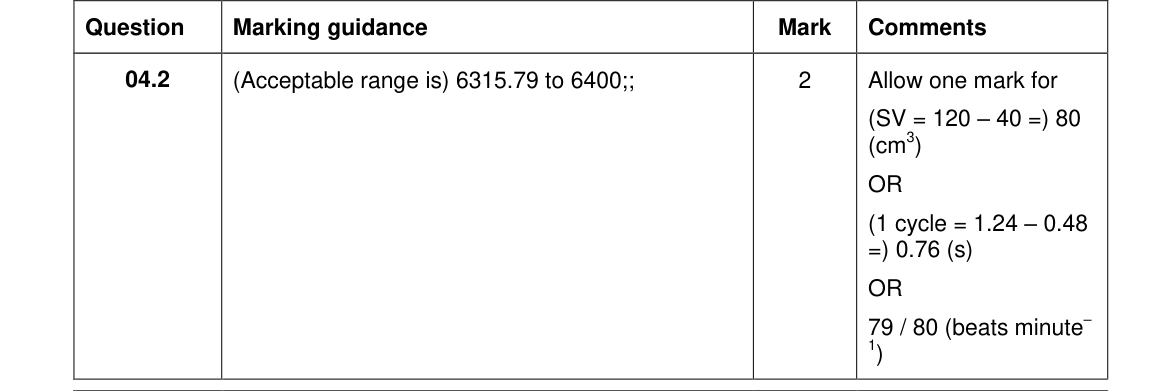 Question Marking guidance Mark Comments
04.2 (Acceptable range is) 6315.79 to 6400;; 2 Allow one mark for
(SV = 120 – 40 =) 80
(cm³)
OR
(1 cycle = 1.24 – 0.48
=) 0.76 (s)
OR
79 / 80 (beats minute⁻
¹)